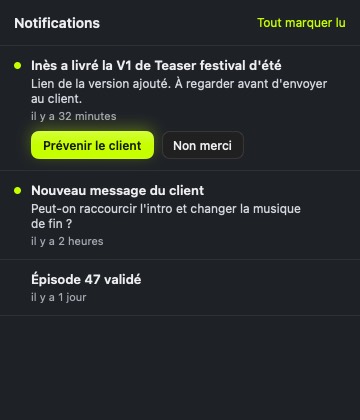 Notifications
Tout marquer lu
Inès a livré la V1 de Teaser festival d'été
Lien de la version ajouté. À regarder avant d'envoyer
au client.
il y a 32 minutes
Prévenir le client
Non merci
Nouveau message du client
Peut-on raccourcir l'intro et changer la musique
de fin ?
il y a 2 heures
Épisode 47 validé
il y a 1 jour